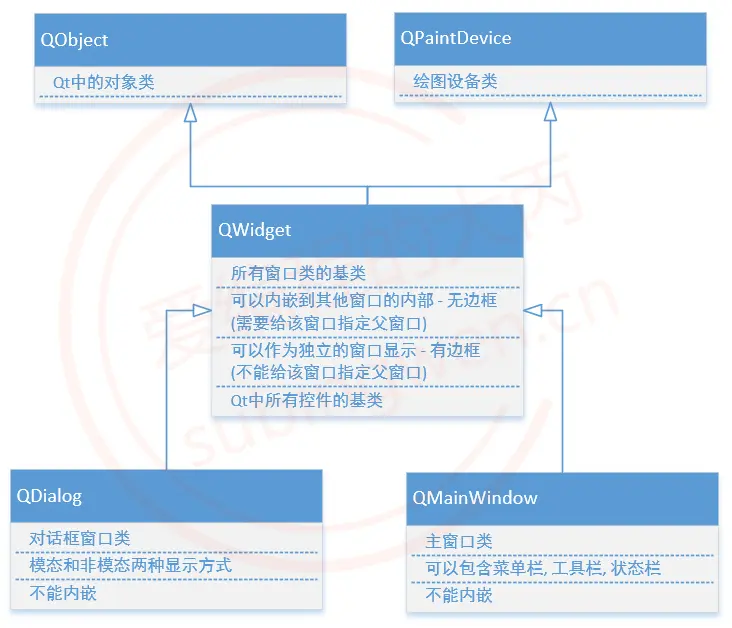 QObject
Qt中的对象类
QPaintDevice
绘图设备类
QWidget
所有窗口类的基类
可以内嵌到其他窗口的内部 - 无边框
(需要给该窗口指定父窗口)
可以作为独立的窗口显示 - 有边框
(不能给该窗口指定父窗口)
Qt中所有控件的基类
QDialog
对话框窗口类
模态和非模态两种显示方式
不能内嵌
QMainWindow
主窗口类
可以包含菜单栏, 工具栏, 状态栏
不能内嵌